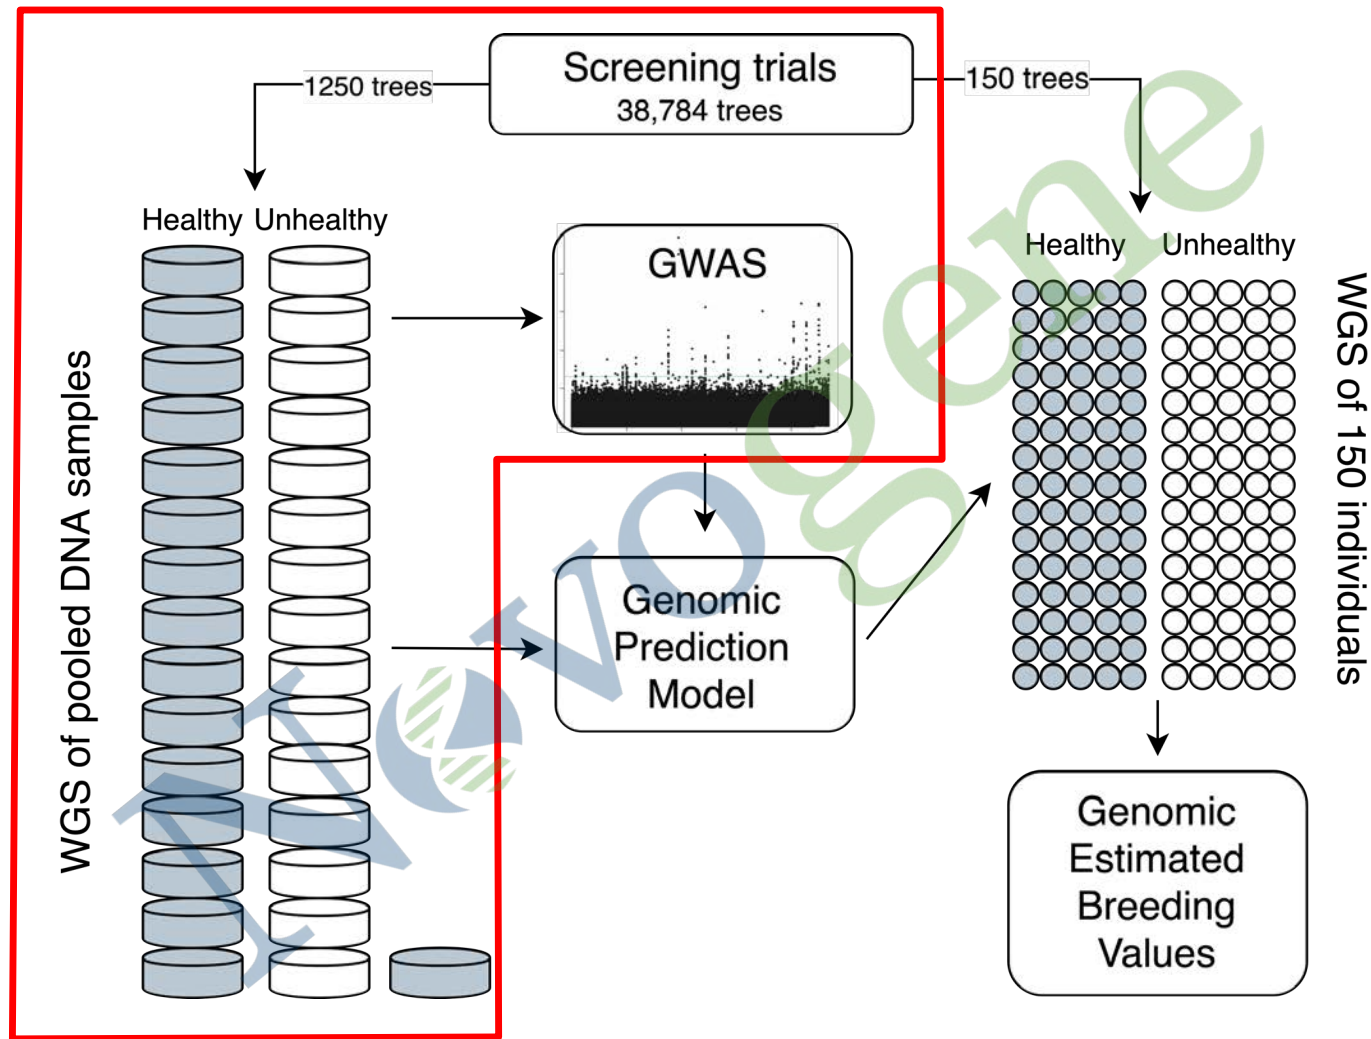 Screening trials
38,784 trees
1250 trees
150 trees
Healthy Unhealthy
GWAS
Healthy Unhealthy
WGS of pooled DNA samples
WGS of 150 individuals
Genomic
Prediction
Model
Genomic
Estimated
Breeding
Values
Novogene